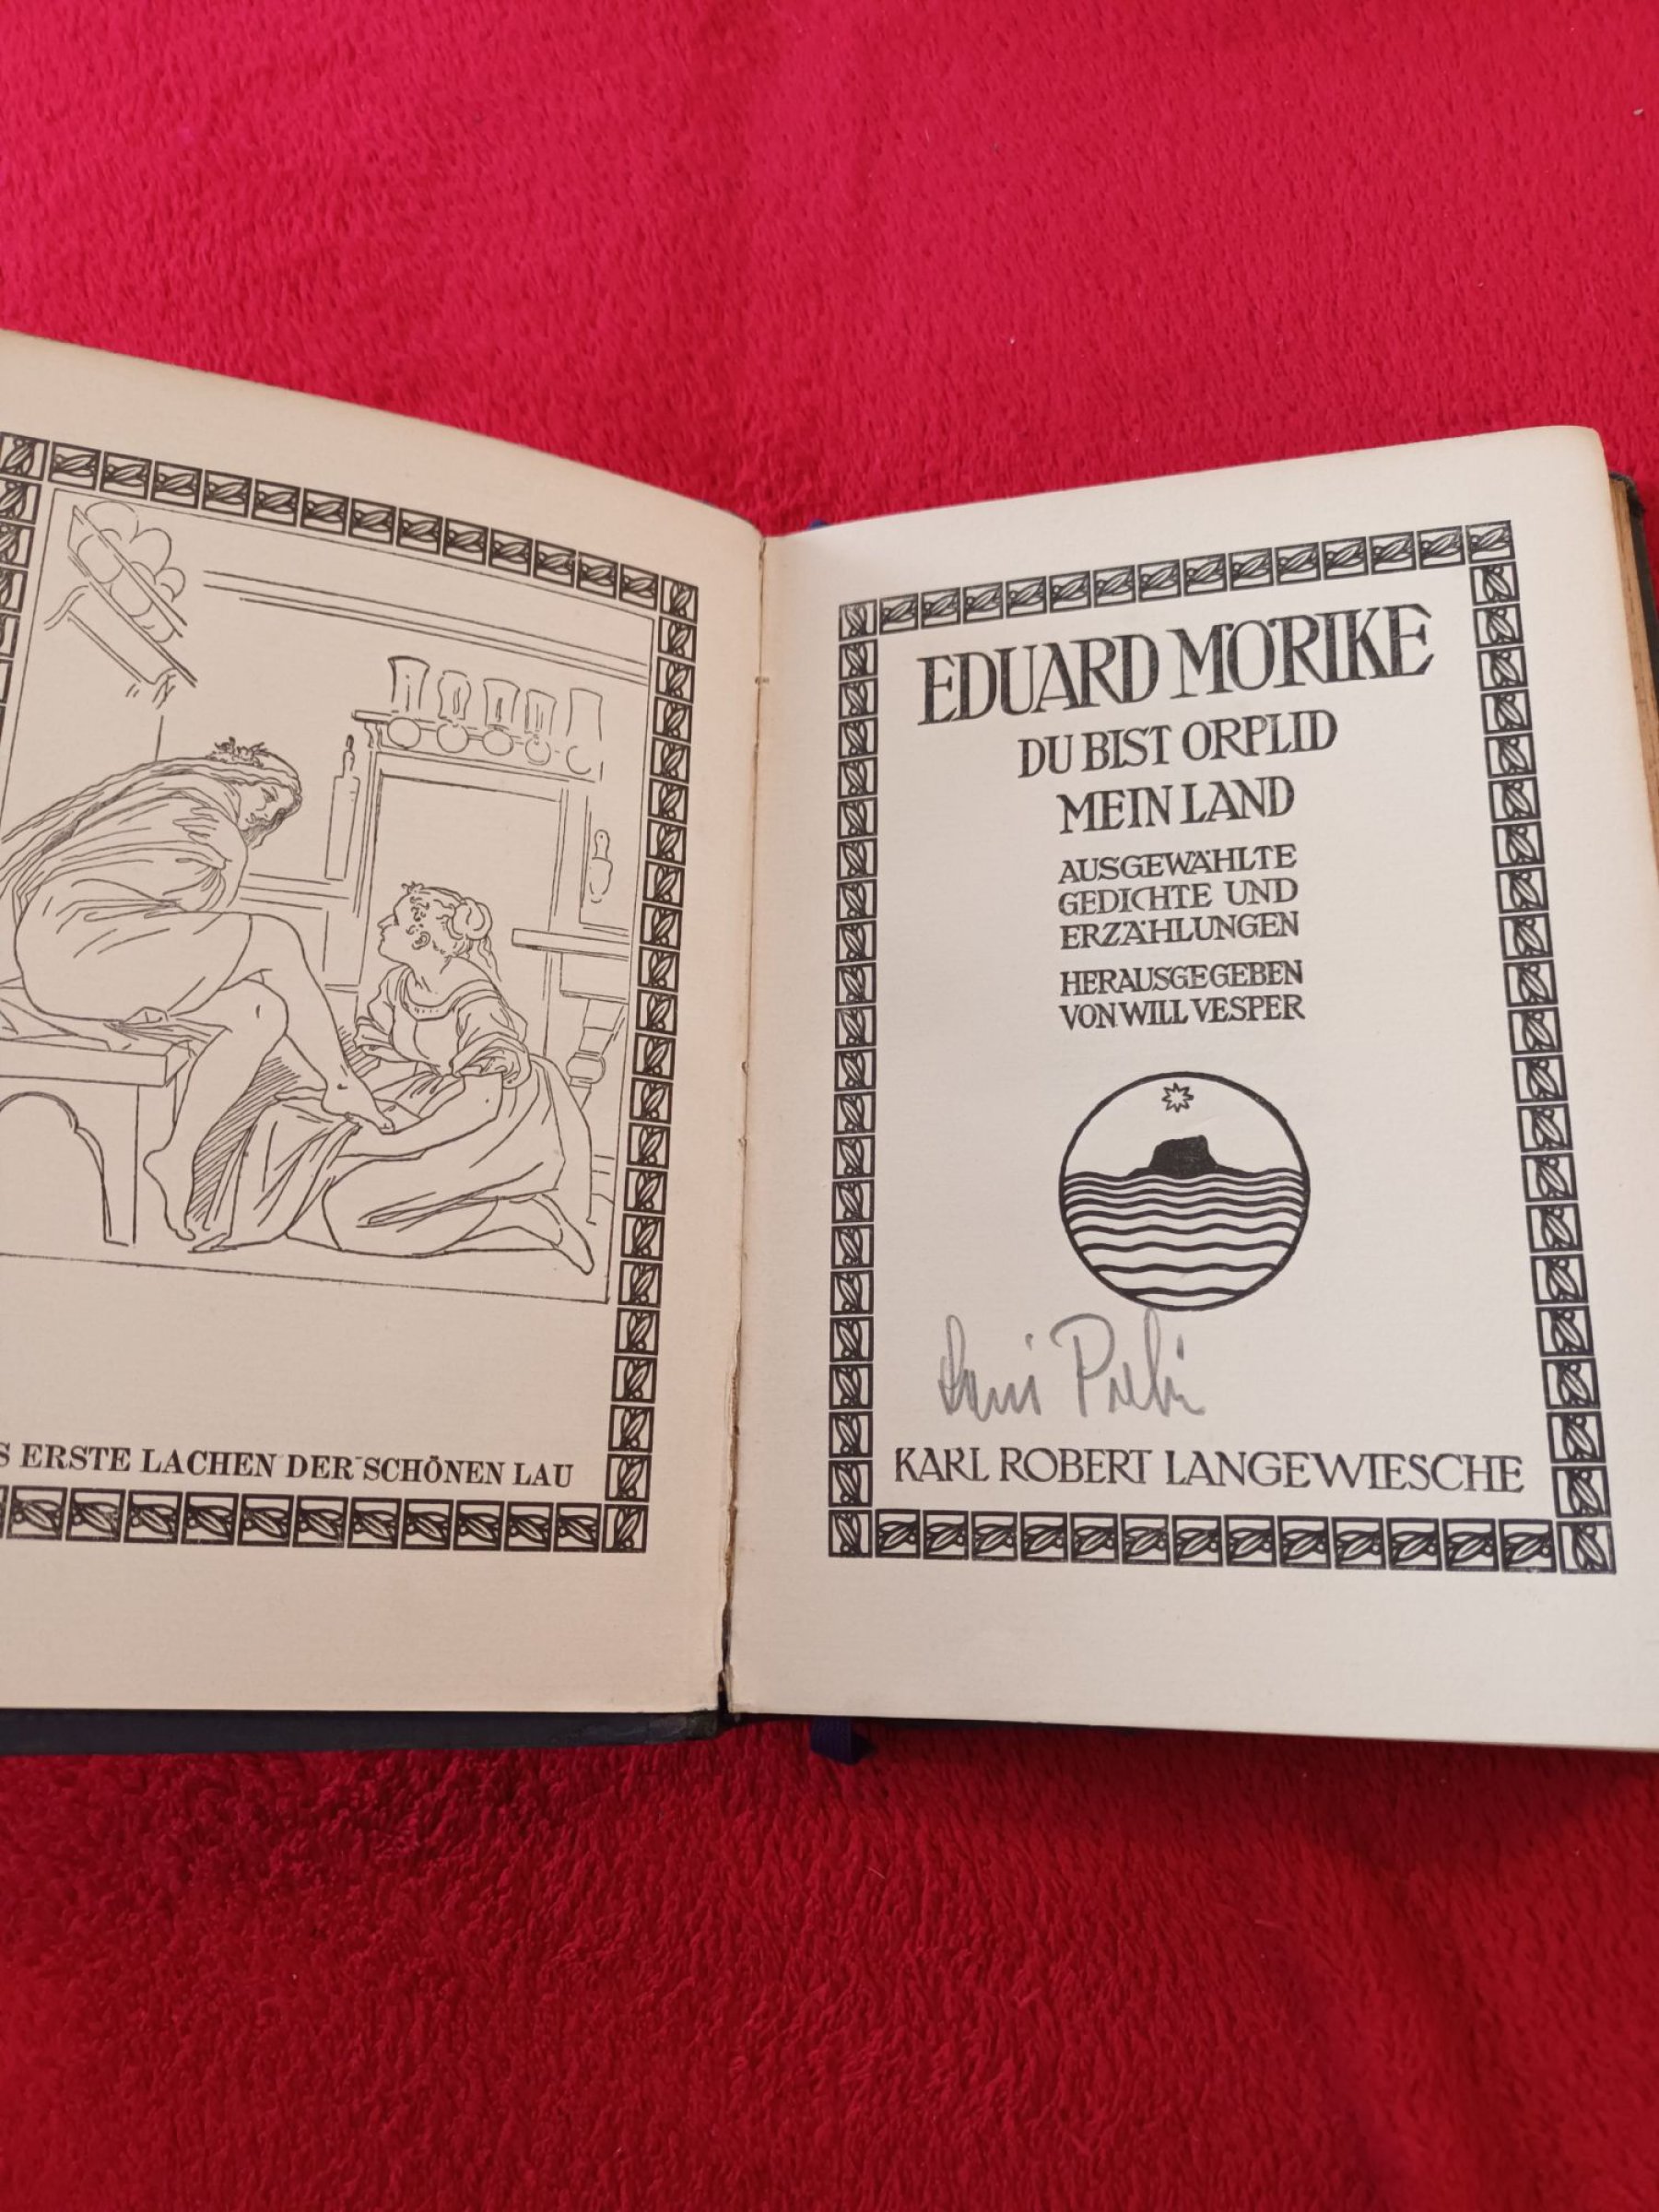 S ERSTE LACHEN DER SCHÖNEN LAU
EDUARD MÖRIKE
DU BIST ORPLID
MEIN LAND
AUSGEWÄHLTE
GEDICHTE UND
ERZÄHLUNGEN
HERAUSGEGEBEN
VON WILL VESPER
KARL ROBERT LANGEWIESCHE